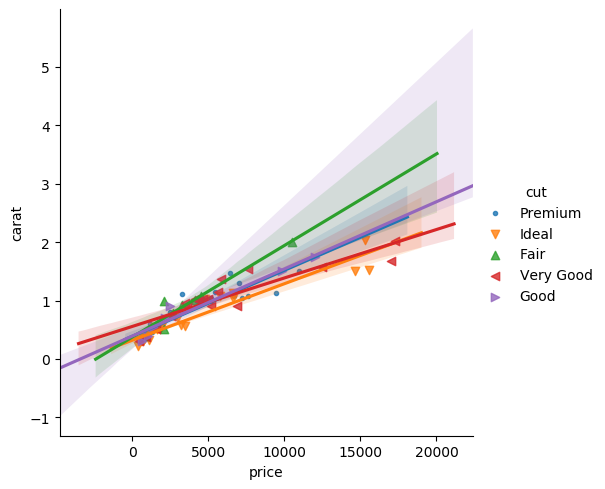 5
4
3
2
1
0
−1
carat
0
5000
10000
15000
20000
price
cut
Premium
Ideal
Fair
Very Good
Good